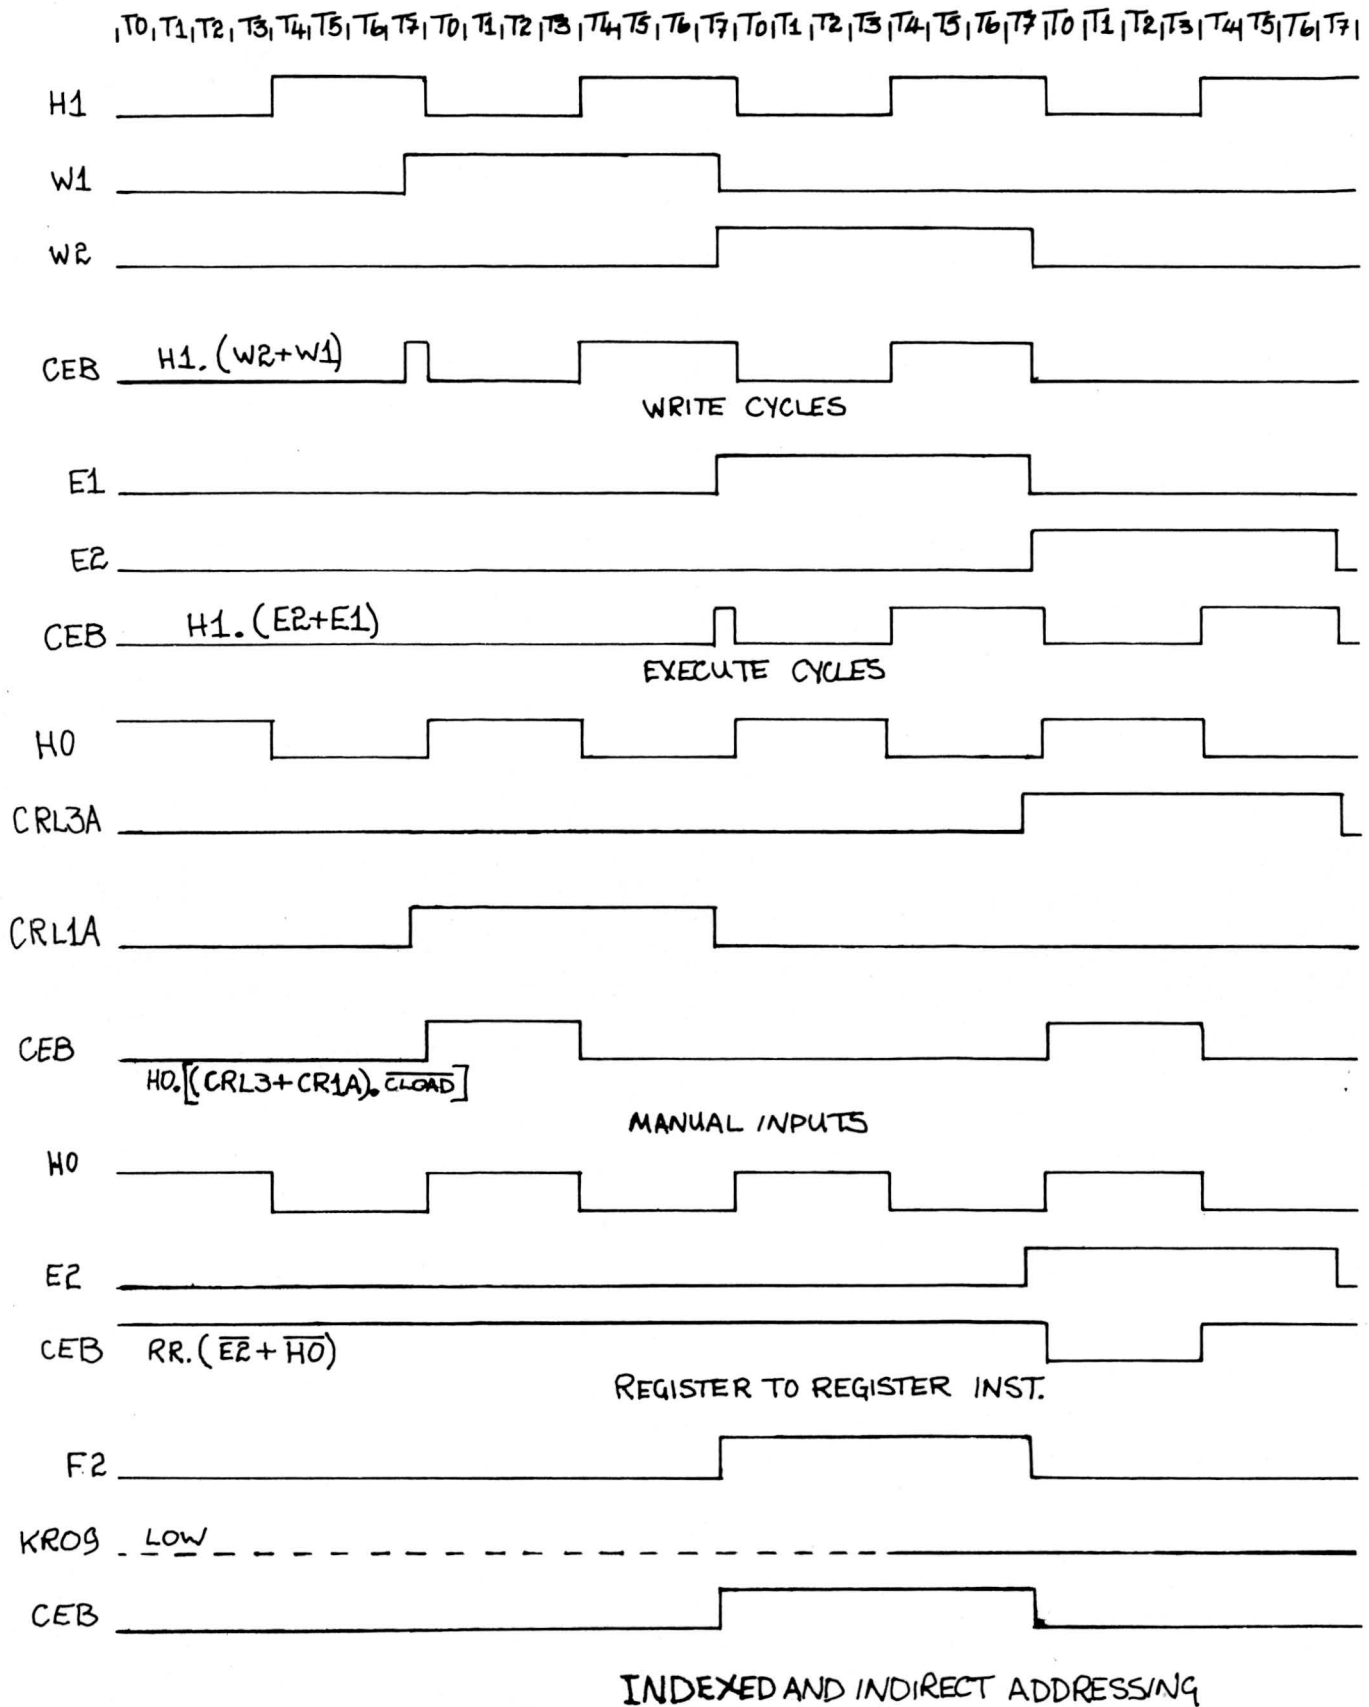 T0 T1 T2 T3 T4 T5 T6 T7 T0 T1 T2 T3 T4 T5 T6 T7 T0 T1 T2 T3 T4 T5 T6 T7 T0 T1 T2 T3 T4 T5 T6 T7
H1
W1
W2
CEB H1.(W2+W1)
WRITE CYCLES
E1
E2
CEB H1.(E2+E1)
EXECUTE CYCLES
H0
CRL3A
CRL1A
CEB
H0.[(CRL3+CR1A).C̅L̅O̅A̅D̅]
MANUAL INPUTS
H0
E2
CEB RR.(E̅2̅+H̅0̅)
REGISTER TO REGISTER INST.
F2
KR09 LOW
CEB
INDEXED AND INDIRECT ADDRESSING